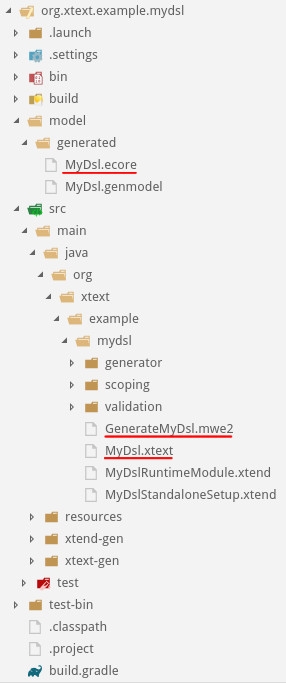 org.xtext.example.mydsl
.launch
.settings
bin
build
model
generated
MyDsl.ecore
MyDsl.genmodel
src
main
java
org
xtext
example
mydsl
generator
scoping
validation
GenerateMyDsl.mwe2
MyDsl.xtext
MyDslRuntimeModule.xtend
MyDslStandaloneSetup.xtend
resources
xtend-gen
xtext-gen
test
test-bin
.classpath
.project
build.gradle